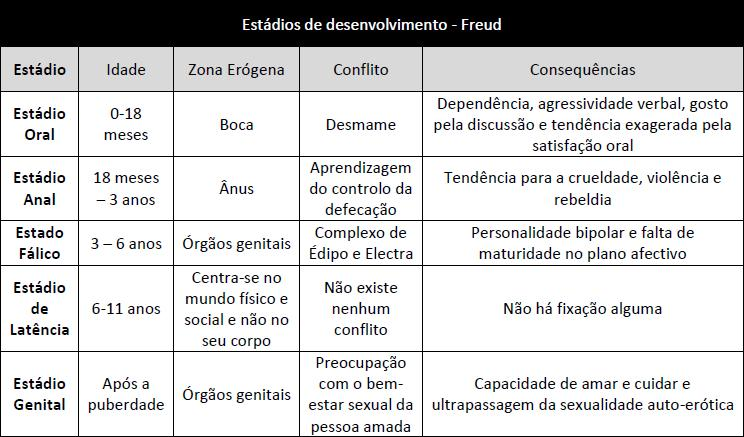 Estádios de desenvolvimento - Freud
Estádio Idade Zona Erógena Conflito Consequências
Estádio
Oral
0-18
meses
Boca
Desmame
Dependência, agressividade verbal, gosto
pela discussão e tendência exagerada pela
satisfação oral
Estádio
Anal
18 meses
– 3 anos
Ânus
Aprendizagem
do controlo da
defecação
Tendência para a crueldade, violência e
rebeldia
Estado
Fálico
3 – 6 anos
Órgãos genitais
Complexo de
Édipo e Electra
Personalidade bipolar e falta de
maturidade no plano afectivo
Estádio
de
Latência
6-11 anos
Centra-se no
mundo físico e
social e não no
seu corpo
Não existe
nenhum
conflito
Não há fixação alguma
Estádio
Genital
Após a
puberdade
Órgãos genitais
Preocupação
com o bem-
estar sexual da
pessoa amada
Capacidade de amar e cuidar e
ultrapassagem da sexualidade auto-erótica